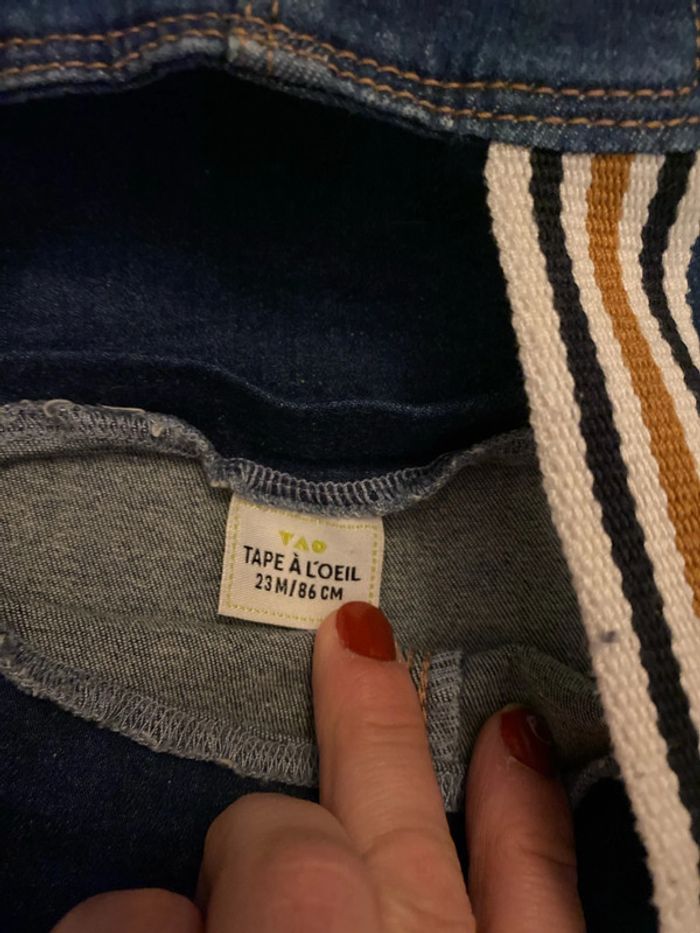 TAO
TAPE À L'OEIL
23 M/86 CM